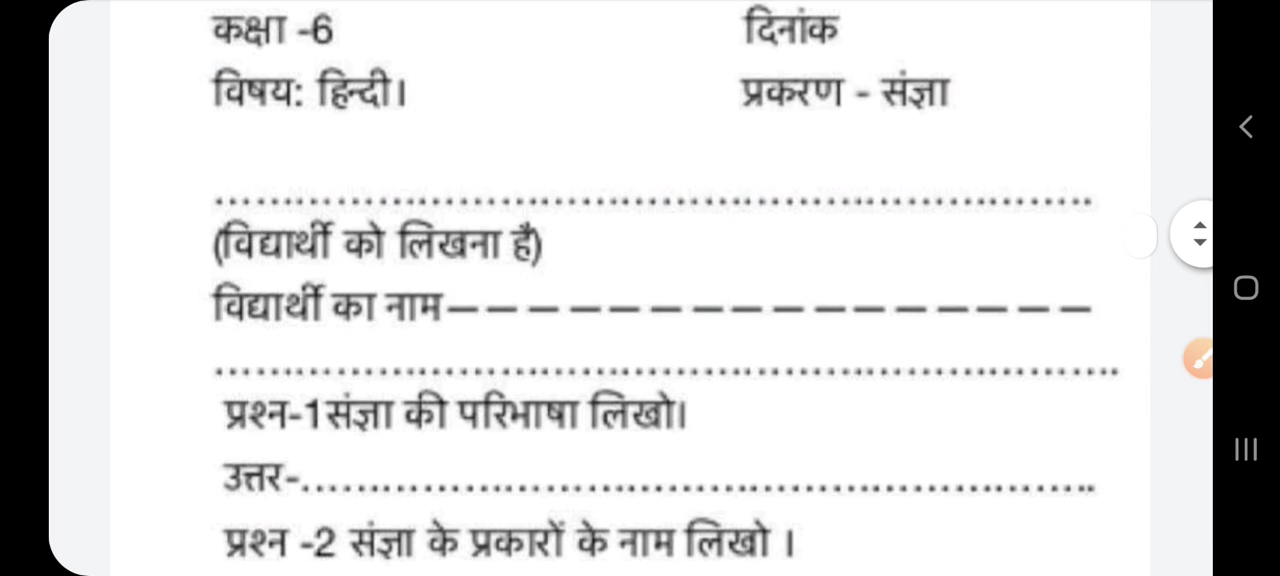 कक्षा -6 दिनांक
विषय: हिन्दी। प्रकरण - संज्ञा
................................................................
(विद्यार्थी को लिखना है)
विद्यार्थी का नाम————————————————
..................................................................
प्रश्न-1संज्ञा की परिभाषा लिखो।
उत्तर-..........................................................
प्रश्न -2 संज्ञा के प्रकारों के नाम लिखो ।